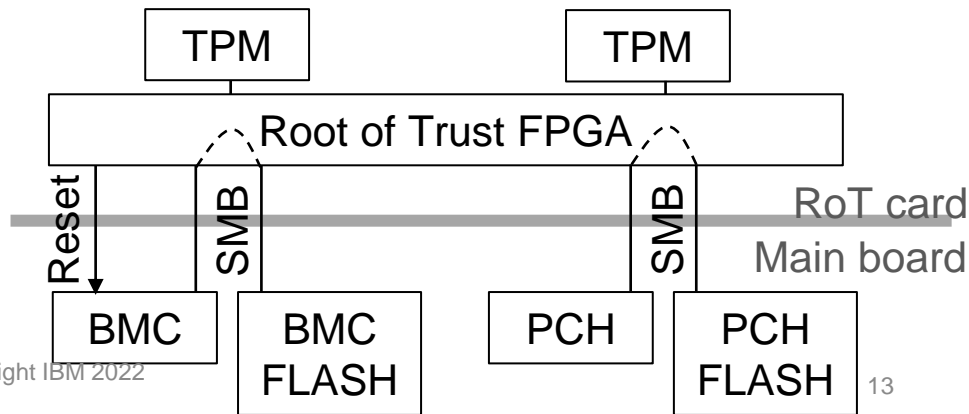 TPM
TPM
Root of Trust FPGA
Reset
SMB
SMB
RoT card
Main board
BMC
BMC
FLASH
PCH
PCH
FLASH
ight IBM 2022
13